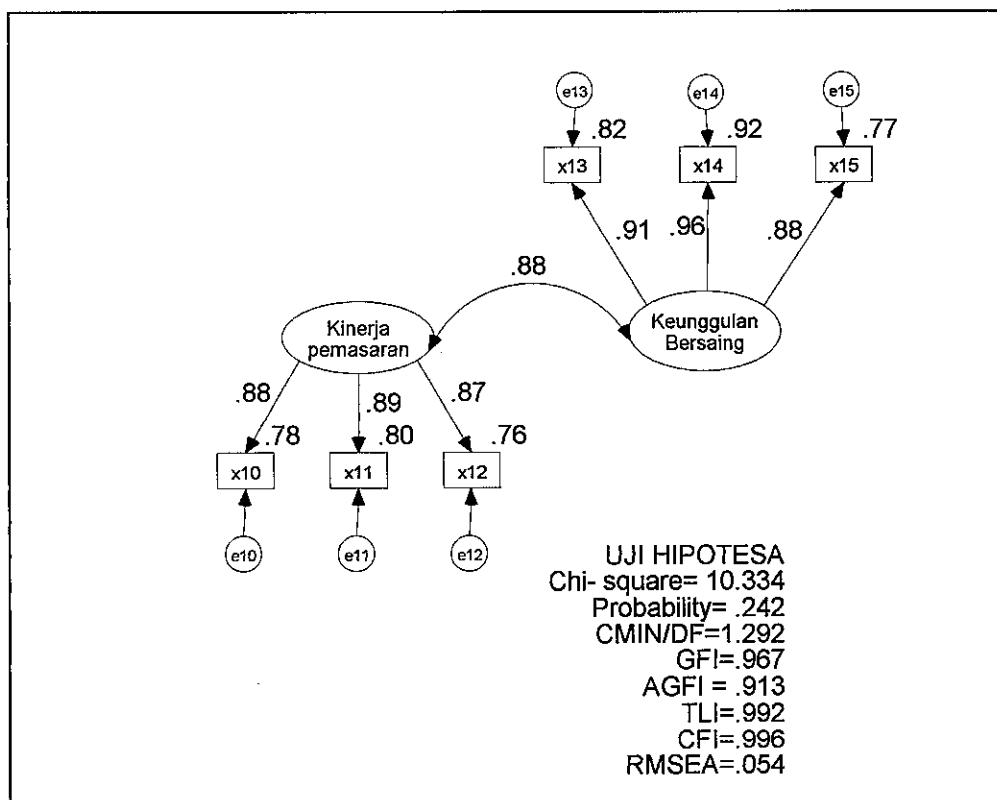 e13
e14
e15
.82
.92
.77
x13
x14
x15
.91
.96
.88
.88
Kinerja
pemasaran
Keunggulan
Bersaing
.88
.89
.87
.78
.80
.76
x10
x11
x12
e10
e11
e12
UJI HIPOTESA
Chi- square= 10.334
Probability= .242
CMIN/DF=1.292
GFI=.967
AGFI = .913
TLI=.992
CFI=.996
RMSEA=.054